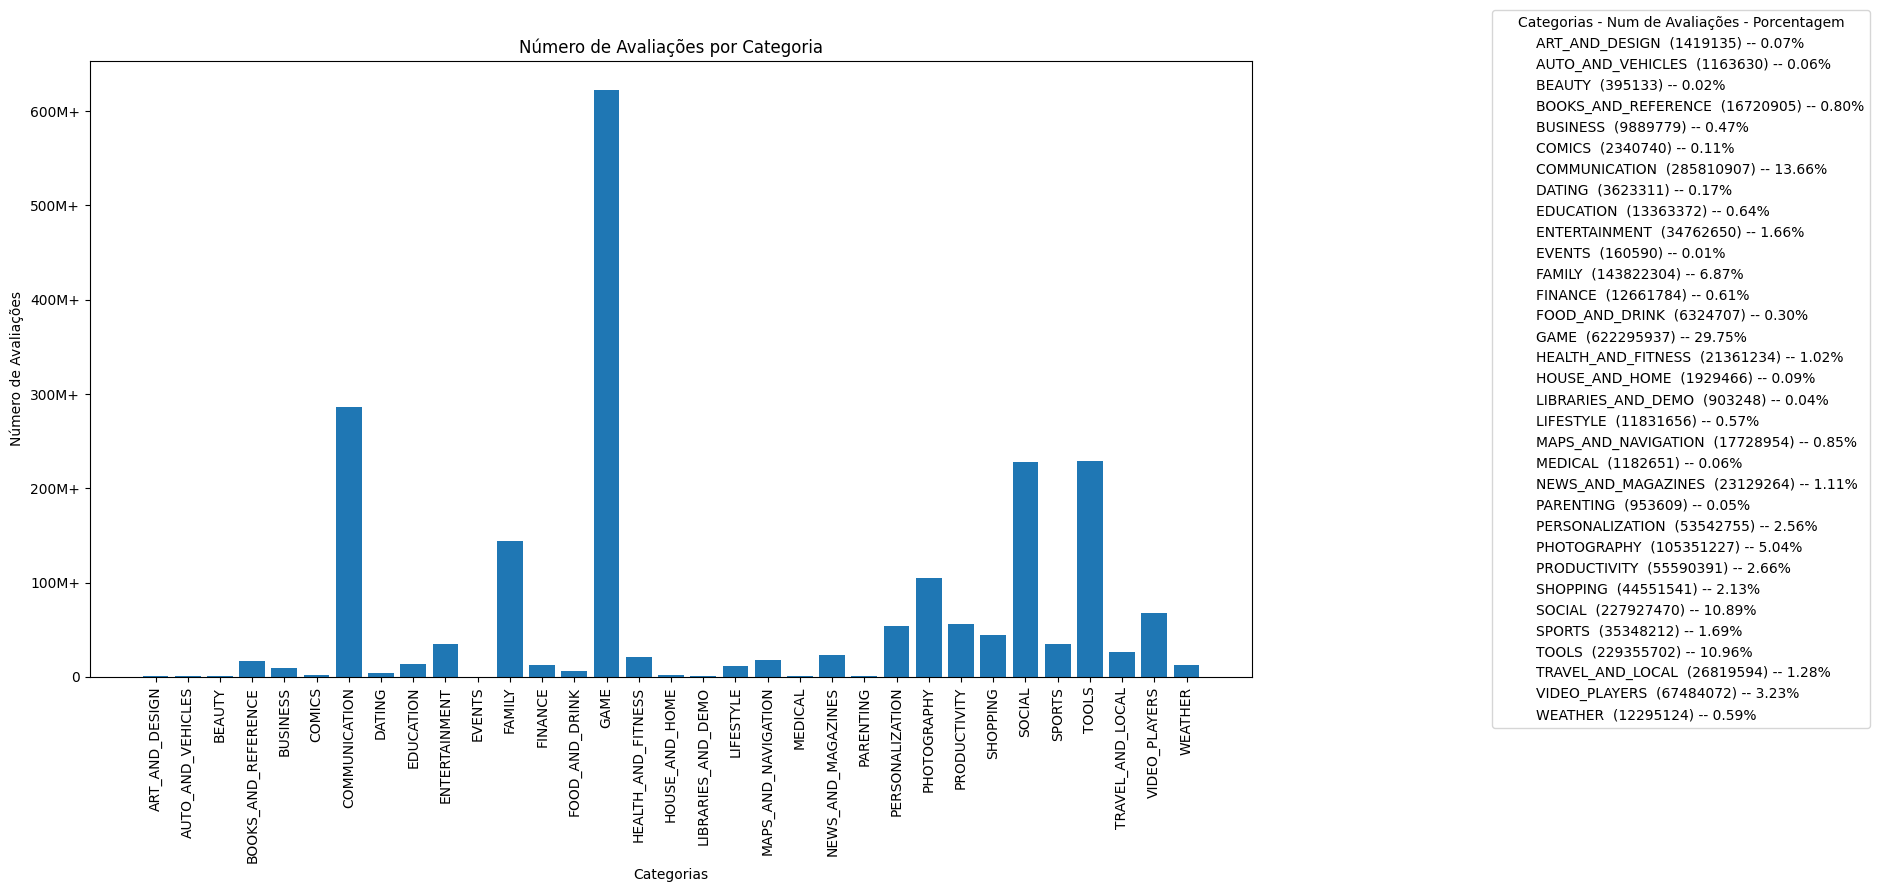 Número de Avaliações por Categoria
Número de Avaliações
600M+
500M+
400M+
300M+
200M+
100M+
0
ART_AND_DESIGN
AUTO_AND_VEHICLES
BEAUTY
BOOKS_AND_REFERENCE
BUSINESS
COMICS
COMMUNICATION
DATING
EDUCATION
ENTERTAINMENT
EVENTS
FAMILY
FINANCE
FOOD_AND_DRINK
GAME
HEALTH_AND_FITNESS
HOUSE_AND_HOME
LIBRARIES_AND_DEMO
LIFESTYLE
MAPS_AND_NAVIGATION
MEDICAL
NEWS_AND_MAGAZINES
PARENTING
PERSONALIZATION
PHOTOGRAPHY
PRODUCTIVITY
SHOPPING
SOCIAL
SPORTS
TOOLS
TRAVEL_AND_LOCAL
VIDEO_PLAYERS
WEATHER
Categorias
Categorias - Num de Avaliações - Porcentagem
ART_AND_DESIGN (1419135) -- 0.07%
AUTO_AND_VEHICLES (1163630) -- 0.06%
BEAUTY (395133) -- 0.02%
BOOKS_AND_REFERENCE (16720905) -- 0.80%
BUSINESS (9889779) -- 0.47%
COMICS (2340740) -- 0.11%
COMMUNICATION (285810907) -- 13.66%
DATING (3623311) -- 0.17%
EDUCATION (13363372) -- 0.64%
ENTERTAINMENT (34762650) -- 1.66%
EVENTS (160590) -- 0.01%
FAMILY (143822304) -- 6.87%
FINANCE (12661784) -- 0.61%
FOOD_AND_DRINK (6324707) -- 0.30%
GAME (622295937) -- 29.75%
HEALTH_AND_FITNESS (21361234) -- 1.02%
HOUSE_AND_HOME (1929466) -- 0.09%
LIBRARIES_AND_DEMO (903248) -- 0.04%
LIFESTYLE (11831656) -- 0.57%
MAPS_AND_NAVIGATION (17728954) -- 0.85%
MEDICAL (1182651) -- 0.06%
NEWS_AND_MAGAZINES (23129264) -- 1.11%
PARENTING (953609) -- 0.05%
PERSONALIZATION (53542755) -- 2.56%
PHOTOGRAPHY (105351227) -- 5.04%
PRODUCTIVITY (55590391) -- 2.66%
SHOPPING (44551541) -- 2.13%
SOCIAL (227927470) -- 10.89%
SPORTS (35348212) -- 1.69%
TOOLS (229355702) -- 10.96%
TRAVEL_AND_LOCAL (26819594) -- 1.28%
VIDEO_PLAYERS (67484072) -- 3.23%
WEATHER (12295124) -- 0.59%